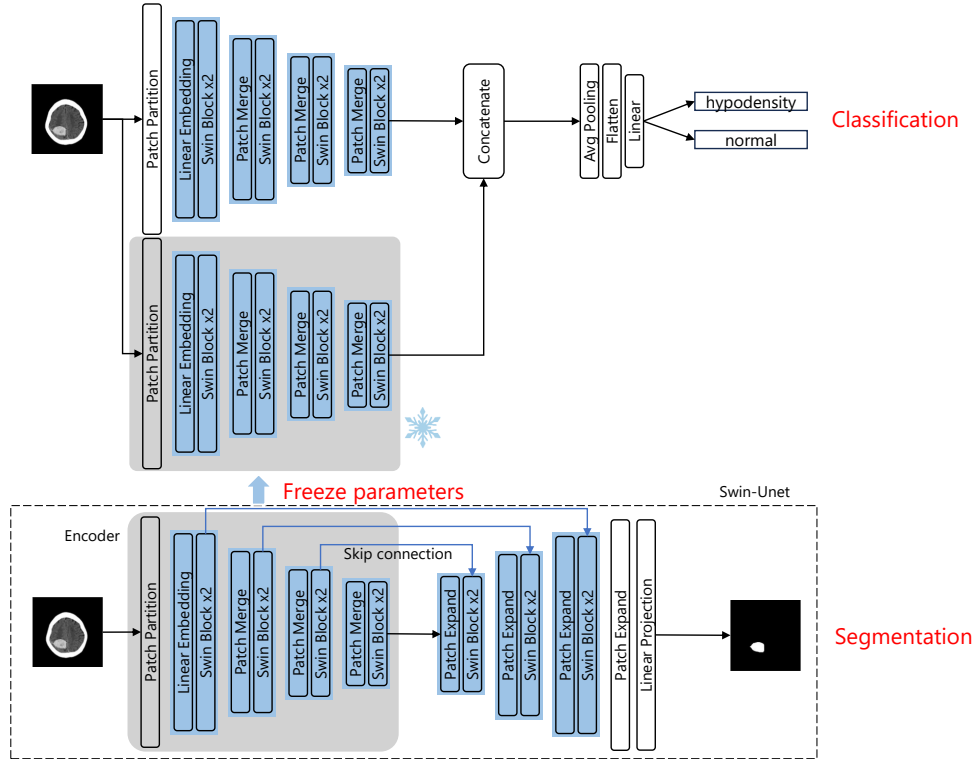 Patch Partition
Linear Embedding
Swin Block x2
Patch Merge
Swin Block x2
Patch Merge
Swin Block x2
Patch Merge
Swin Block x2
Concatenate
Avg Pooling
Flatten
Linear
hypodensity
normal
Classification
Patch Partition
Linear Embedding
Swin Block x2
Patch Merge
Swin Block x2
Patch Merge
Swin Block x2
Patch Merge
Swin Block x2
Freeze parameters
Swin-Unet
Encoder
Skip connection
Patch Partition
Linear Embedding
Swin Block x2
Patch Merge
Swin Block x2
Patch Merge
Swin Block x2
Patch Merge
Swin Block x2
Patch Expand
Swin Block x2
Patch Expand
Swin Block x2
Patch Expand
Swin Block x2
Patch Expand
Linear Projection
Segmentation